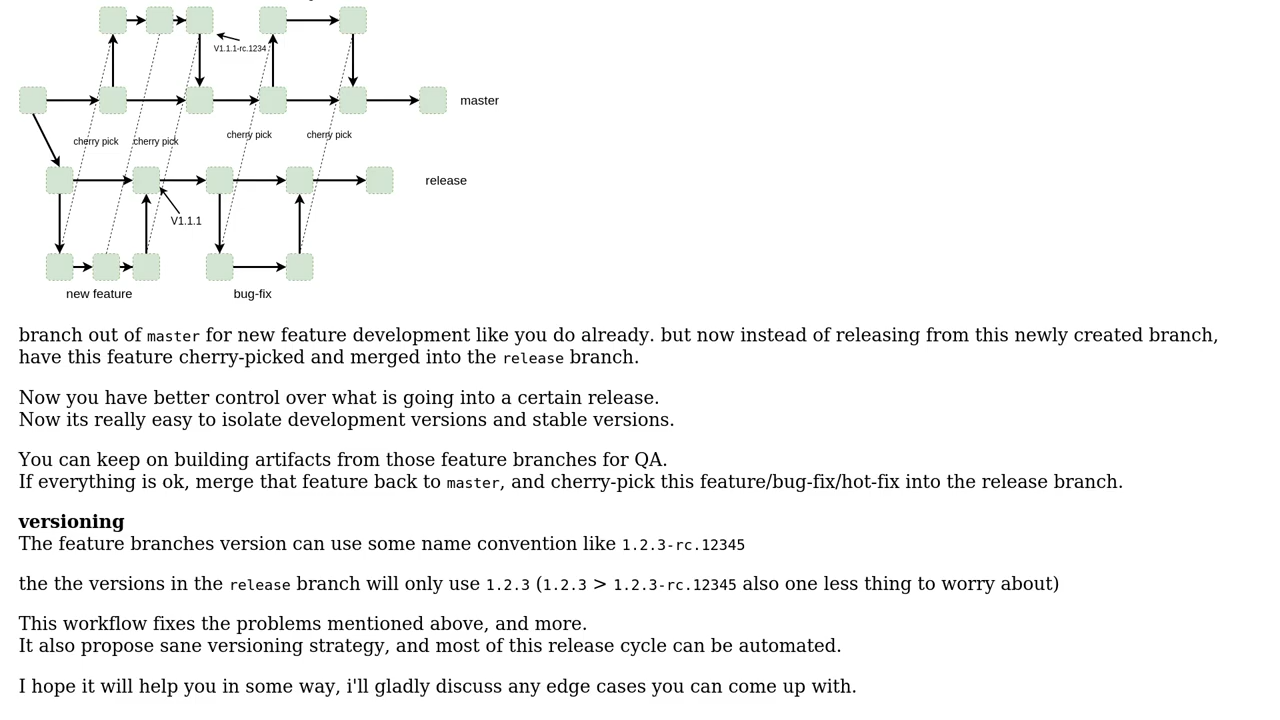 V1.1.1-rc.1234
master
cherry pick
cherry pick
cherry pick
cherry pick
release
V1.1.1
new feature
bug-fix
branch out of master for new feature development like you do already. but now instead of releasing from this newly created branch,
have this feature cherry-picked and merged into the release branch.
Now you have better control over what is going into a certain release.
Now its really easy to isolate development versions and stable versions.
You can keep on building artifacts from those feature branches for QA.
If everything is ok, merge that feature back to master, and cherry-pick this feature/bug-fix/hot-fix into the release branch.
versioning
The feature branches version can use some name convention like 1.2.3-rc.12345
the the versions in the release branch will only use 1.2.3 (1.2.3 > 1.2.3-rc.12345 also one less thing to worry about)
This workflow fixes the problems mentioned above, and more.
It also propose sane versioning strategy, and most of this release cycle can be automated.
I hope it will help you in some way, i'll gladly discuss any edge cases you can come up with.